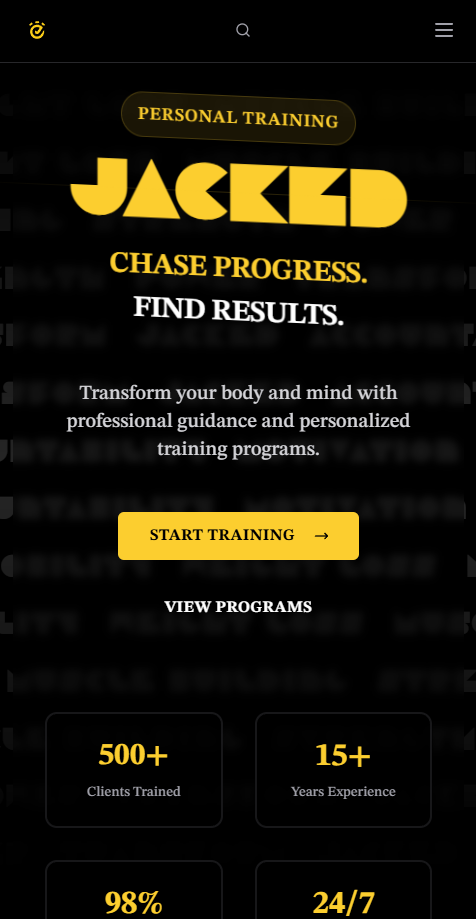 PERSONAL TRAINING
JACKED
CHASE PROGRESS.
FIND RESULTS.
Transform your body and mind with
professional guidance and personalized
training programs.
START TRAINING →
VIEW PROGRAMS
500+
15+
Clients Trained
Years Experience
98%
24/7